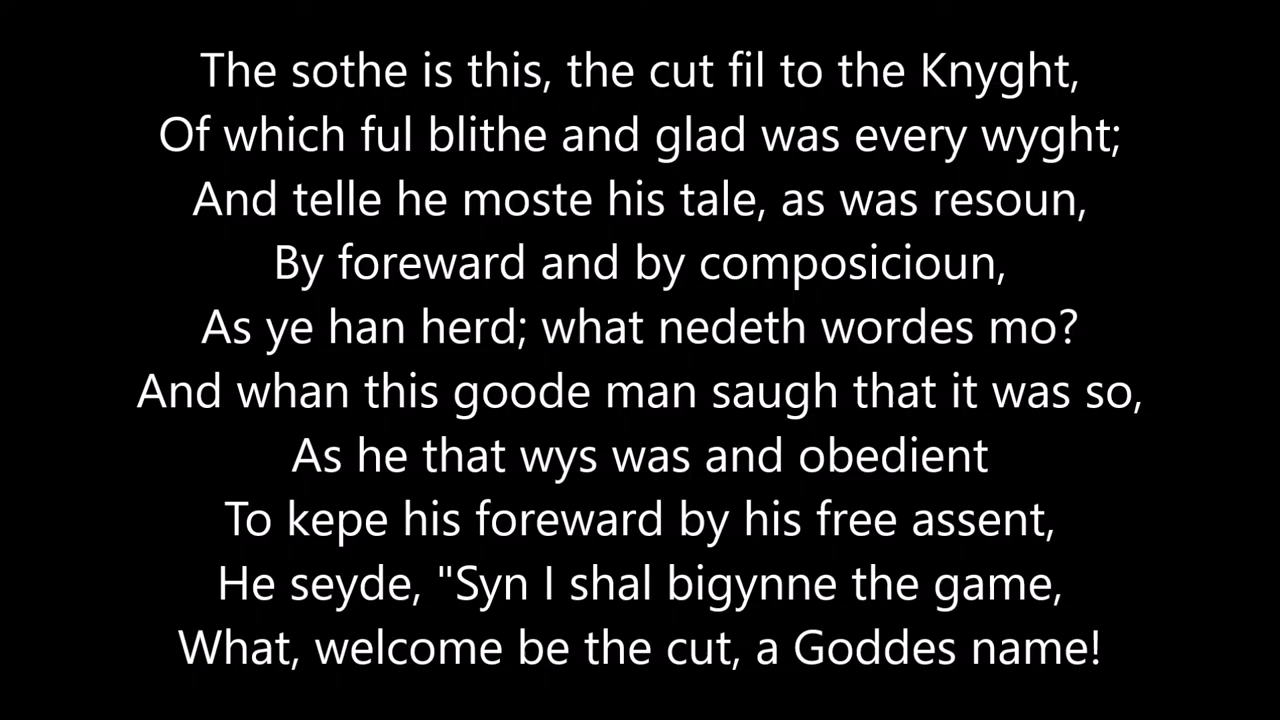 The sothe is this, the cut fil to the Knyght,
Of which ful blithe and glad was every wyght;
And telle he moste his tale, as was resoun,
By foreward and by composicioun,
As ye han herd; what nedeth wordes mo?
And whan this goode man saugh that it was so,
As he that wys was and obedient
To kepe his foreward by his free assent,
He seyde, "Syn I shal bigynne the game,
What, welcome be the cut, a Goddes name!